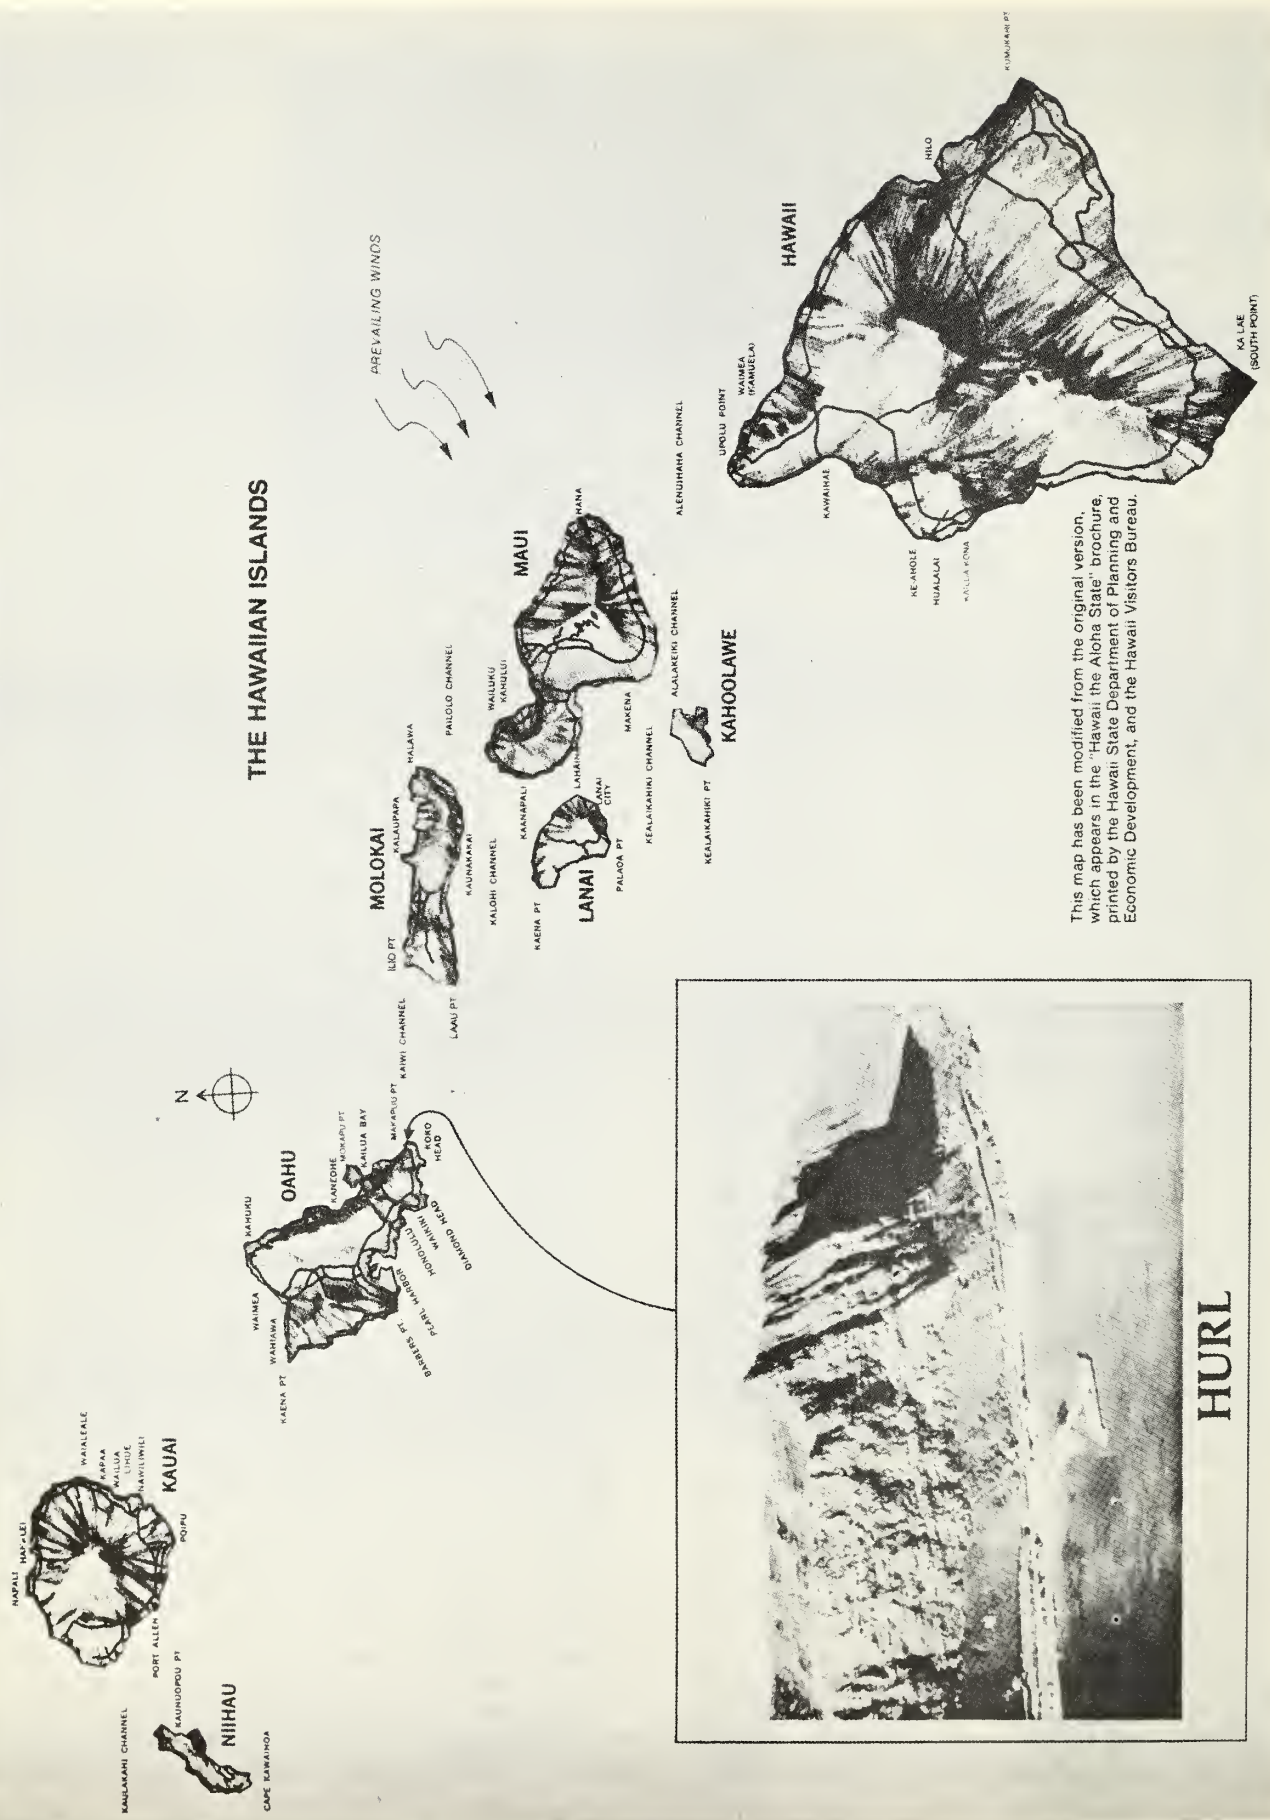 THE HAWAIIAN ISLANDS
N
PREVAILING WINDS
NAPALI
WAIALEALE
KAPAA
WAILUA
LIHUE
NAWILIWILI
KAUAI
POIPU
PORT ALLEN
KAULAKAHI CHANNEL
KAUNUOPOU PT
NIIHAU
CAPE KAWAIHOA
KAHUKU
WAIMEA
WAHIAWA
KAENA PT
OAHU
KANEOHE
MOKAPU PT
KAILUA BAY
MAKAPUU PT
KOKO
HEAD
DIAMOND HEAD
WAIKIKI
HONOLULU
PEARL HARBOR
BARBERS PT.
KAIWI CHANNEL
MOLOKAI
ILIO PT
KALAUPAPA
HALAWA
LAAU PT
KAUNAKAKAI
PAILOLO CHANNEL
KALOHI CHANNEL
MAUI
WAILUKU
KAHULUI
HANA
KAANAPALI
MAKENA
LANAI
CITY
KAENA PT
LANAI
PALAOA PT
KEALAIKAHIKI CHANNEL
ALALAKEIKI CHANNEL
KAHOOLAWE
KEALAIKAHIKI PT
ALENUIHAHA CHANNEL
HAWAII
UPOLU POINT
WAIMEA
(KAMUELA)
HILO
KUMUKAHI PT
KAWAIHAE
KE-AHOLE
HUALALAI
KAILUA KONA
KA LAE
(SOUTH POINT)
This map has been modified from the original version,
which appears in the "Hawaii the Aloha State" brochure,
printed by the Hawaii State Department of Planning and
Economic Development, and the Hawaii Visitors Bureau.
HURL